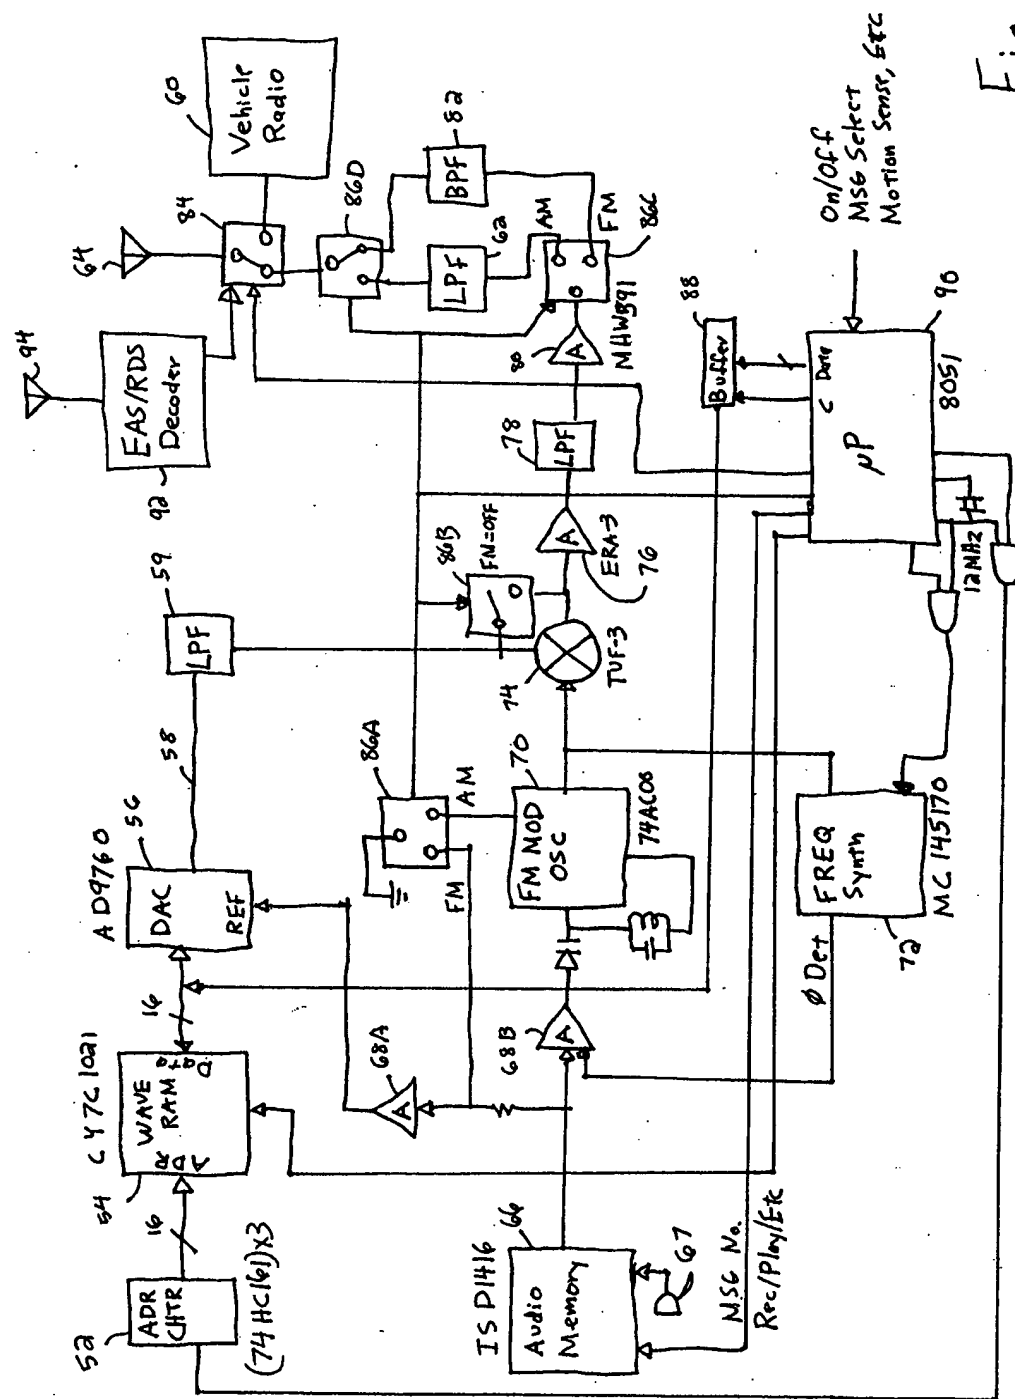 94
64
60
Vehicle
Radio
84
EAS/RDS
Decoder
92
86D
BPF
82
LPF
62
AM
FM
86C
MHW591
A
80
LPF
78
59
LPF
58
86B
FM=OFF
A
ERA-3
76
74
TUF-3
AD9760
56
DAC
REF
86A
AM
FM
70
FM MOD
OSC
74AC08
16
CY7C1021
WAVE
RAM
ADR
Data
54
16
68A
A
68B
A
ADR
CNTR
52
(74HC161)x3
ISD1416
66
Audio
Memory
67
MSG No.
Rec/Play/Etc
φ Det
FREQ
Synth
72
MC145170
88
Buffer
C
Data
μP
8051
90
12MHz
On/Off
MSG Select
Motion Sense, Etc